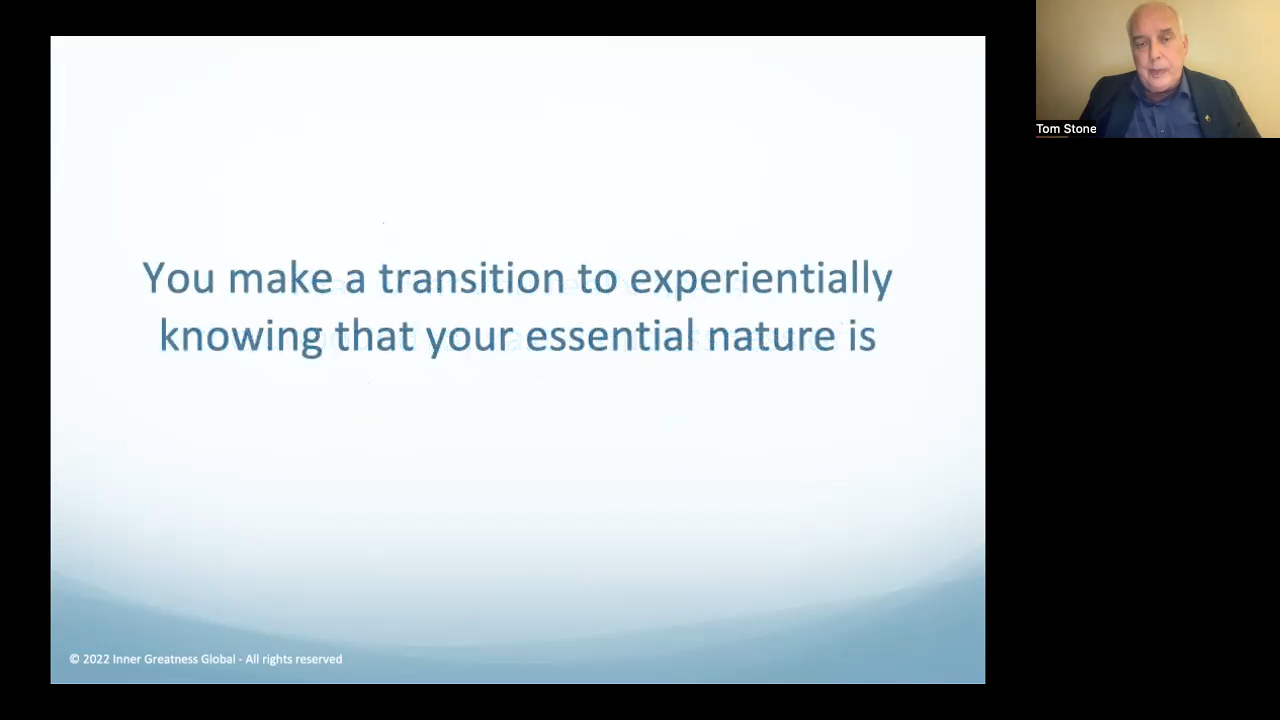 Tom Stone
You make a transition to experientially
knowing that your essential nature is
© 2022 Inner Greatness Global - All rights reserved